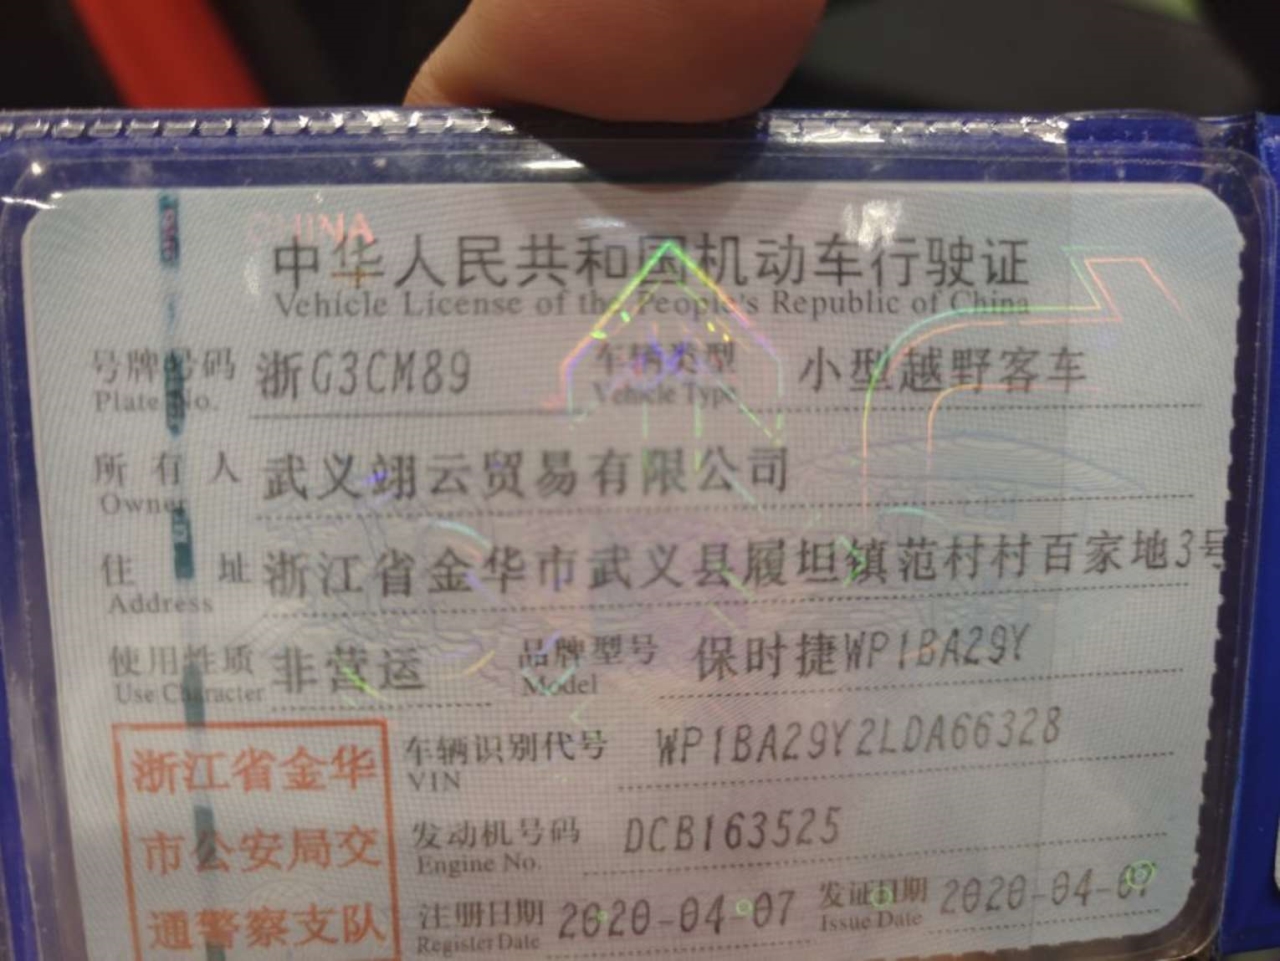 CHINA
中华人民共和国机动车行驶证
Vehicle License of the People's Republic of China
号牌号码 浙G3CM89 车辆类型 小型越野客车
Plate No. Vehicle Type
所有人 武义翊云贸易有限公司
Owner
住址 浙江省金华市武义县履坦镇范村村百家地3号
Address
使用性质 非营运 品牌型号 保时捷WP1BA29Y
Use Character Model
浙江省金华 车辆识别代号 WP1BA29Y2LDA66328
VIN
市公安局交 发动机号码 DCB163525
Engine No.
通警察支队 注册日期 2020-04-07 发证日期 2020-04-07
Register Date Issue Date